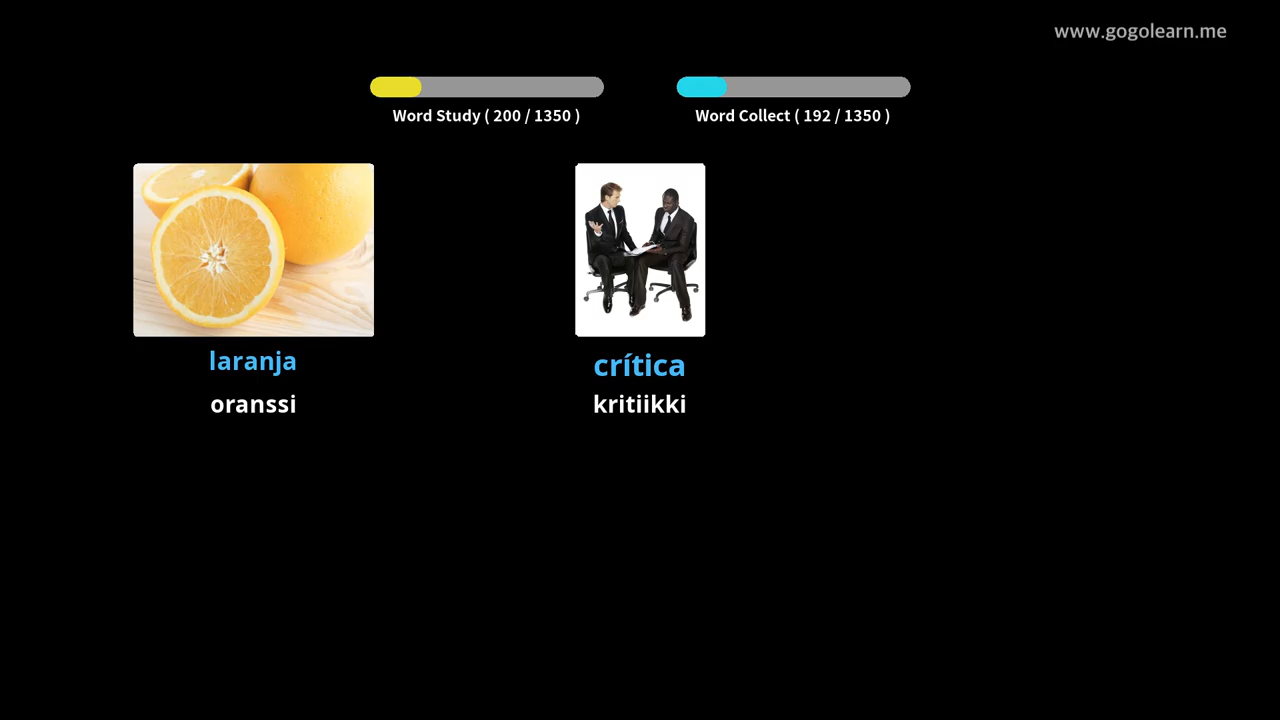 www.gogolearn.me
Word Study ( 200 / 1350 )
Word Collect ( 192 / 1350 )
laranja
oranssi
crítica
kritiikki